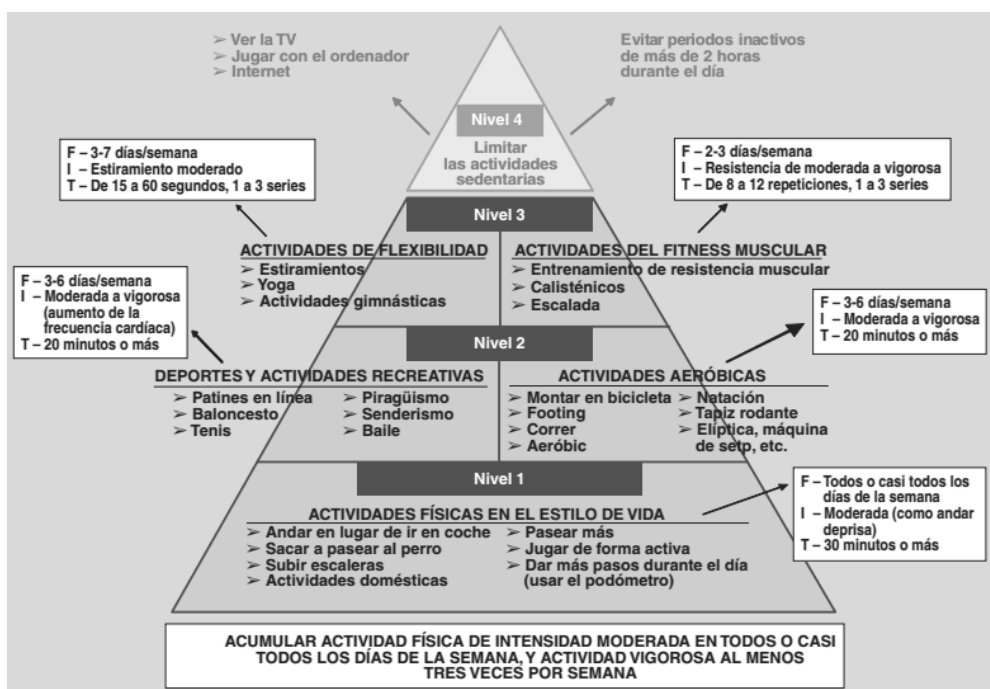 ➢ Ver la TV
➢ Jugar con el ordenador
➢ Internet
Evitar periodos inactivos
de más de 2 horas
durante el día
Nivel 4
Limitar
las actividades
sedentarias
F – 3-7 días/semana
I – Estiramiento moderado
T – De 15 a 60 segundos, 1 a 3 series
F – 2-3 días/semana
I – Resistencia de moderada a vigorosa
T – De 8 a 12 repeticiones, 1 a 3 series
Nivel 3
ACTIVIDADES DE FLEXIBILIDAD
➢ Estiramientos
➢ Yoga
➢ Actividades gimnásticas
ACTIVIDADES DEL FITNESS MUSCULAR
➢ Entrenamiento de resistencia muscular
➢ Calisténicos
➢ Escalada
F – 3-6 días/semana
I – Moderada a vigorosa
(aumento de la
frecuencia cardíaca)
T – 20 minutos o más
F – 3-6 días/semana
I – Moderada a vigorosa
T – 20 minutos o más
Nivel 2
DEPORTES Y ACTIVIDADES RECREATIVAS
➢ Patines en línea
➢ Baloncesto
➢ Tenis
➢ Piragüismo
➢ Senderismo
➢ Baile
ACTIVIDADES AERÓBICAS
➢ Montar en bicicleta
➢ Footing
➢ Correr
➢ Aeróbic
➢ Natación
➢ Tapiz rodante
➢ Elíptica, máquina
de setp, etc.
Nivel 1
ACTIVIDADES FÍSICAS EN EL ESTILO DE VIDA
➢ Andar en lugar de ir en coche
➢ Sacar a pasear al perro
➢ Subir escaleras
➢ Actividades domésticas
➢ Pasear más
➢ Jugar de forma activa
➢ Dar más pasos durante el día
(usar el podómetro)
F – Todos o casi todos los
días de la semana
I – Moderada (como andar
deprisa)
T – 30 minutos o más
ACUMULAR ACTIVIDAD FÍSICA DE INTENSIDAD MODERADA EN TODOS O CASI
TODOS LOS DÍAS DE LA SEMANA, Y ACTIVIDAD VIGOROSA AL MENOS
TRES VECES POR SEMANA